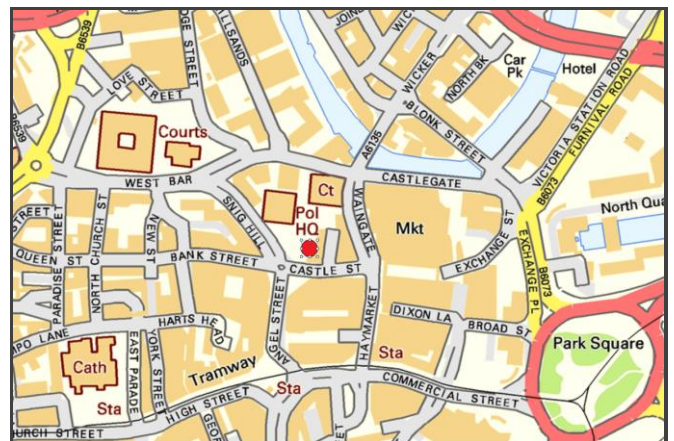 B6539
LOVE STREET
HILLSANDS
WICKER
NORTH BK
Car
Pk
Hotel
BLONK STREET
VICTORIA STATION ROAD
FURNIVAL ROAD
B6539
Courts
A6135
WEST BAR
CASTLEGATE
B6073
Ct
Pol
HQ
SNIG HILL
WAINGATE
Mkt
North Qua
STREET
PARADISE STREET
NORTH CHURCH ST
NEW ST
EXCHANGE ST
EXCHANGE PL
B6073
QUEEN ST
BANK STREET
CASTLE ST
ANGEL STREET
HAYMARKET
DIXON LA
BROAD ST
Park Square
MPO LANE
HARTS HEAD
Cath
EAST PARADE
YORK STREET
Tramway
Sta
Sta
COMMERCIAL STREET
Sta
HIGH STREET
HURCH STREET